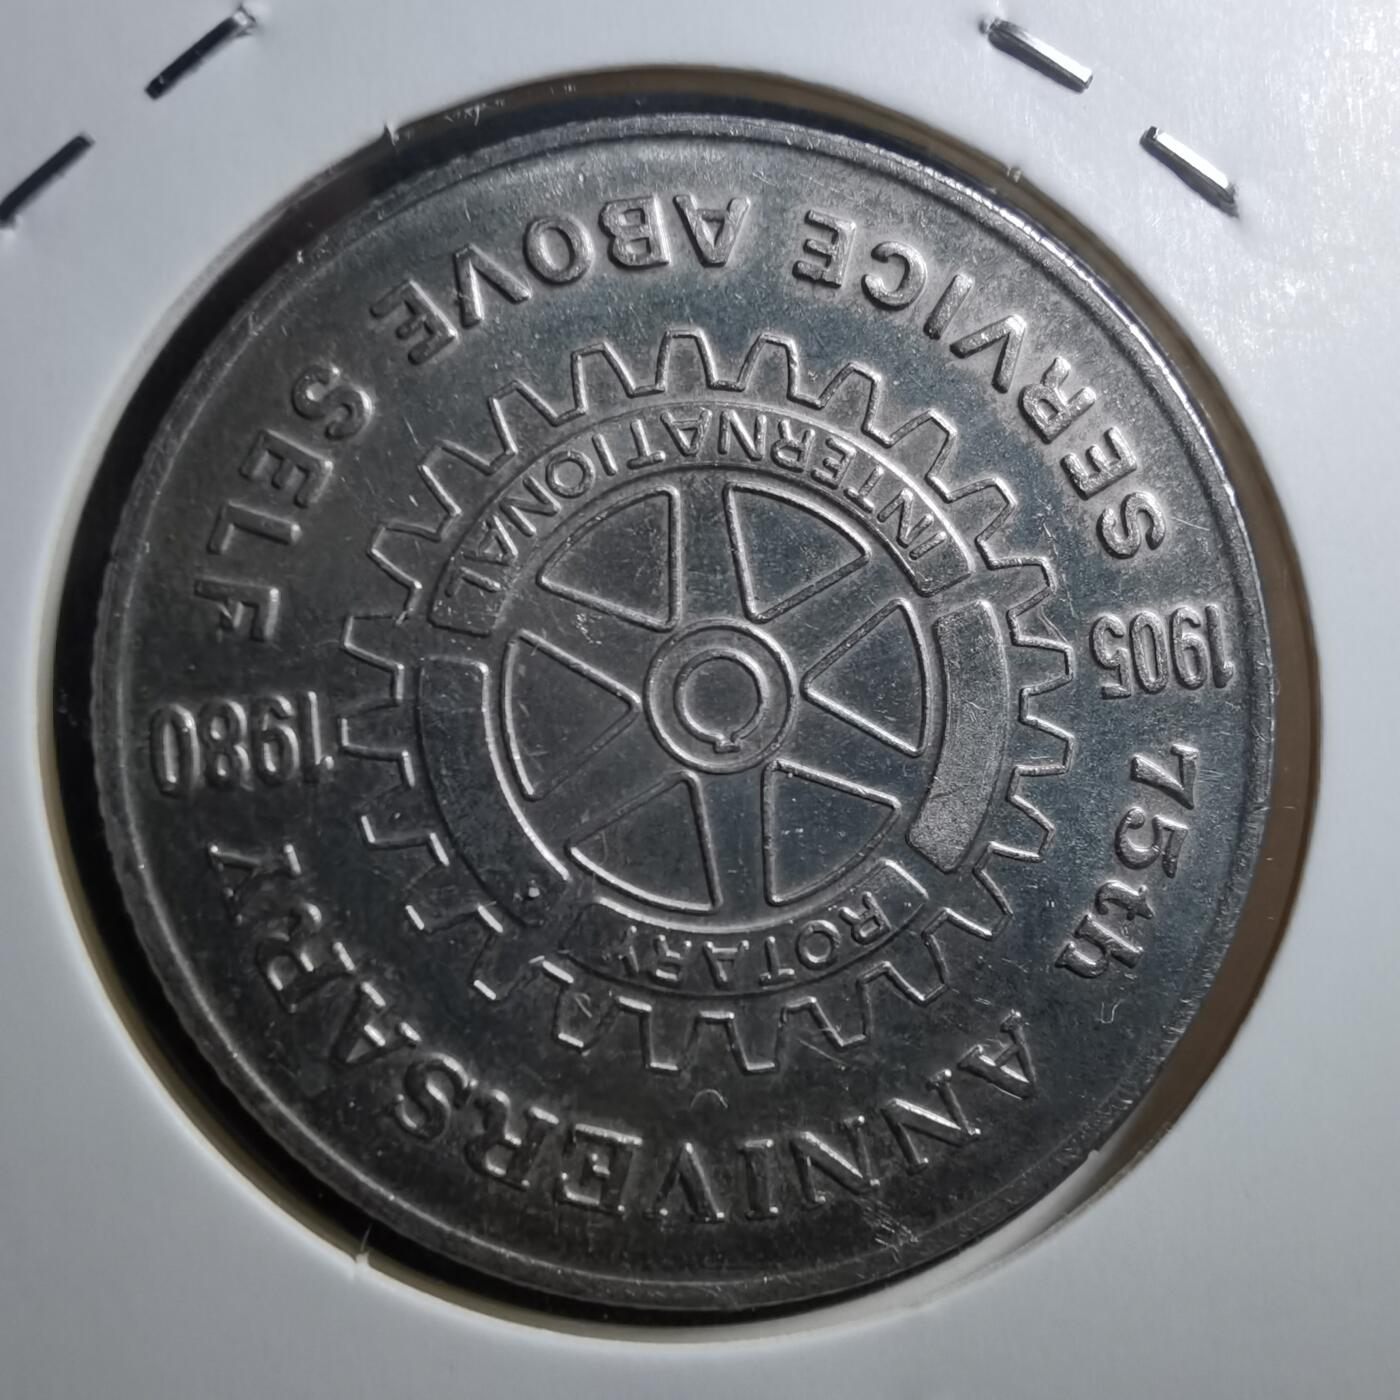 75th ANNIVERSARY
1905
1980
ROTARY
INTERNATIONAL
SERVICE ABOVE SELF